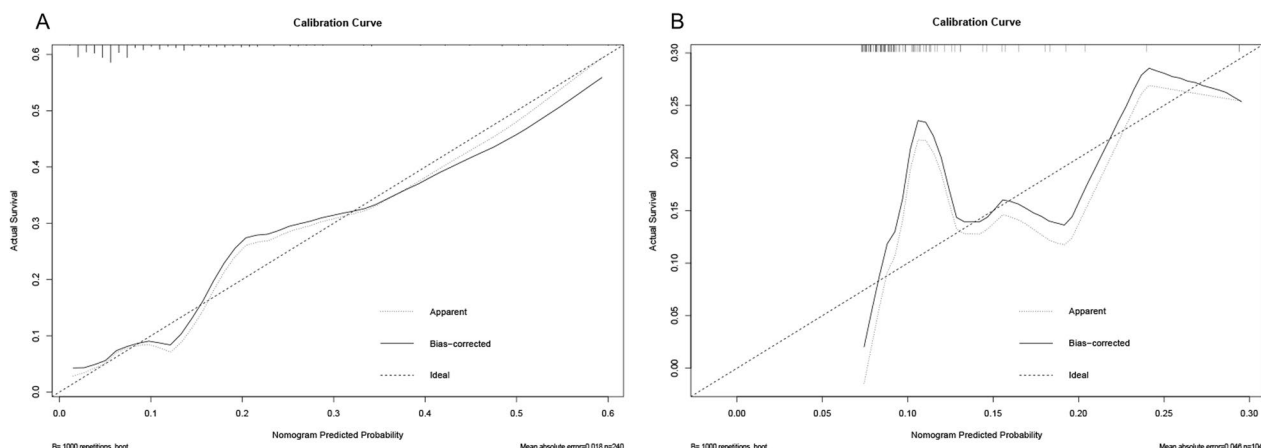 A
Calibration Curve
0.6
0.5
0.4
0.3
0.2
0.1
0.0
Actual Survival
Apparent
Bias-corrected
Ideal
0.0 0.1 0.2 0.3 0.4 0.5 0.6
Nomogram Predicted Probability
B= 1000 repetitions, boot
Mean absolute error=0.018 n=240
B
Calibration Curve
0.30
0.25
0.20
0.15
0.10
0.05
0.00
Actual Survival
Apparent
Bias-corrected
Ideal
0.00 0.05 0.10 0.15 0.20 0.25 0.30
Nomogram Predicted Probability
B= 1000 repetitions, boot
Mean absolute error=0.046 n=104